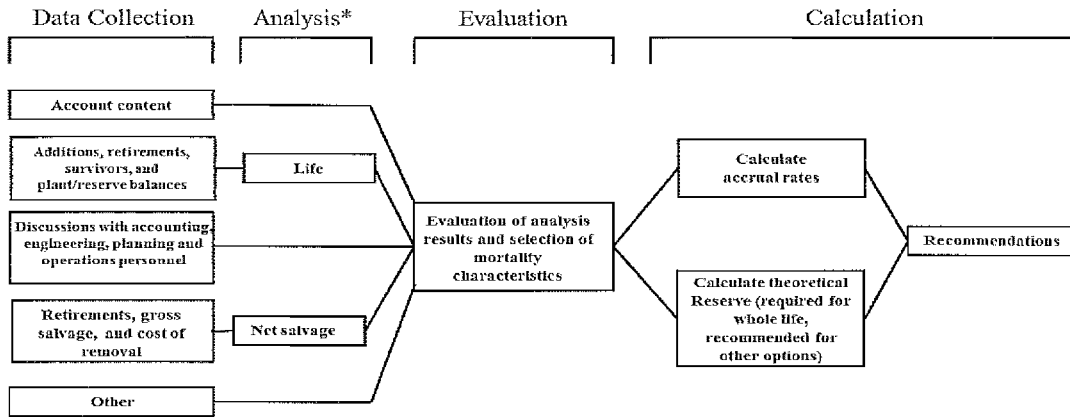 Data Collection
Analysis*
Evaluation
Calculation
Account content
Additions, retirements,
survivors, and
plant/reserve balances
Life
Discussions with accounting,
engineering, planning and
operations personnel
Retirements, gross
salvage, and cost of
removal
Net salvage
Other
Evaluation of analysis
results and selection of
mortality
characteristics
Calculate
accrual rates
Calculate theoretical
Reserve (required for
whole life,
recommended for
other options)
Recommendations